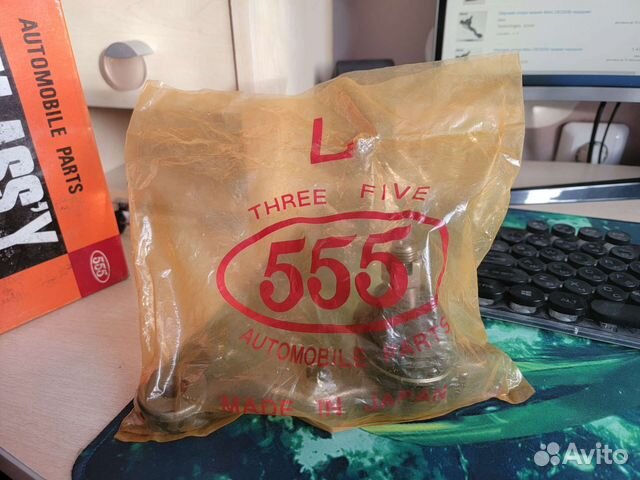 AUTOMOBILE PARTS
ASS'Y
555
L
THREE FIVE
555
AUTOMOBILE PARTS
MADE IN JAPAN
Avito